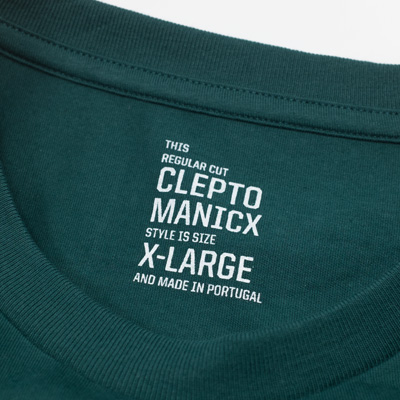 THIS
REGULAR CUT
CLEPTO
MANICX
STYLE IS SIZE
X-LARGE
AND MADE IN PORTUGAL